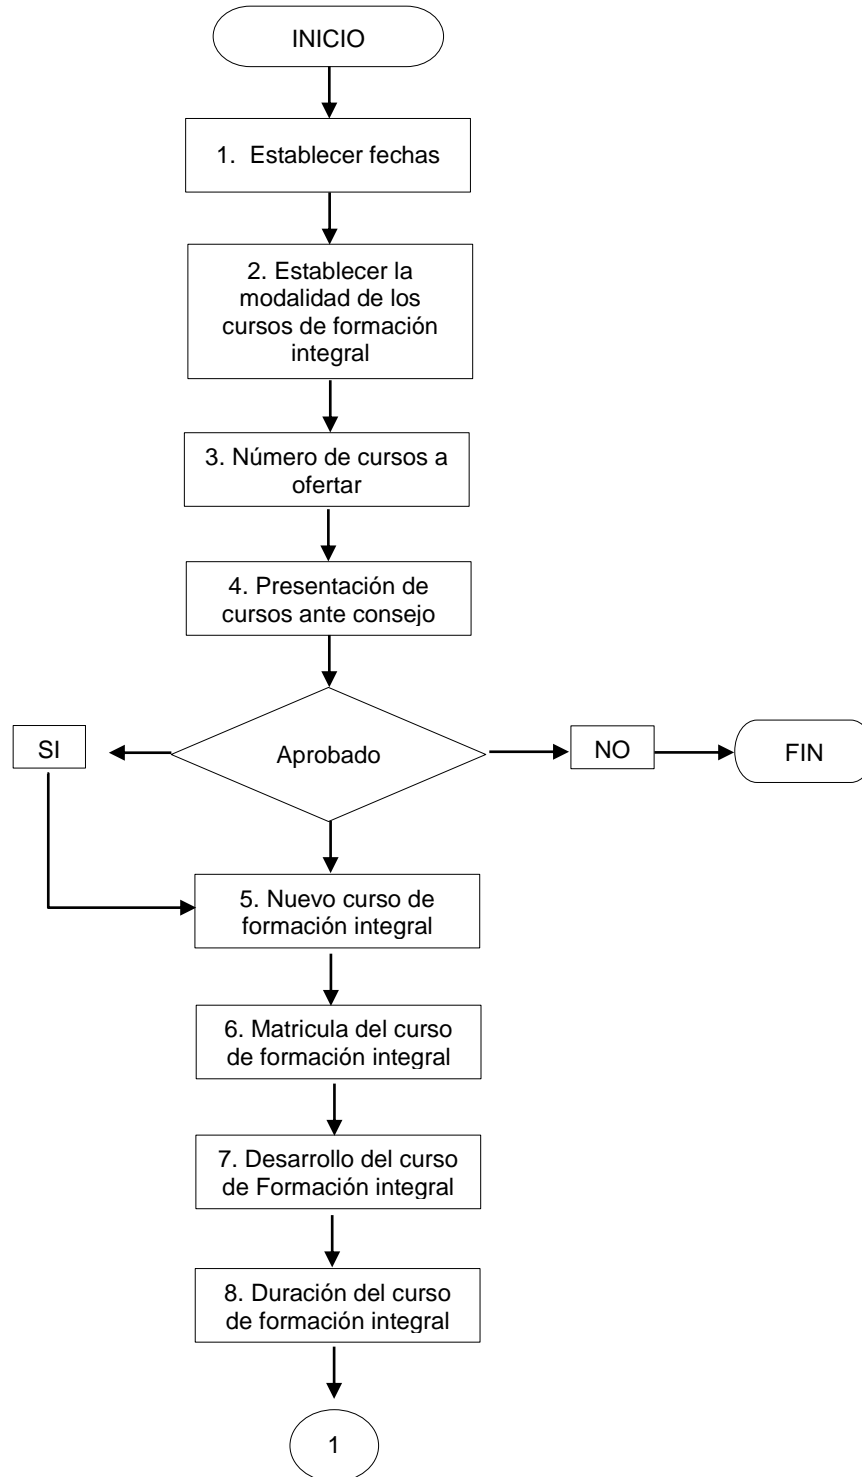 INICIO
1. Establecer fechas
2. Establecer la
modalidad de los
cursos de formación
integral
3. Número de cursos a
ofertar
4. Presentación de
cursos ante consejo
SI
Aprobado
NO
FIN
5. Nuevo curso de
formación integral
6. Matricula del curso
de formación integral
7. Desarrollo del curso
de Formación integral
8. Duración del curso
de formación integral
1